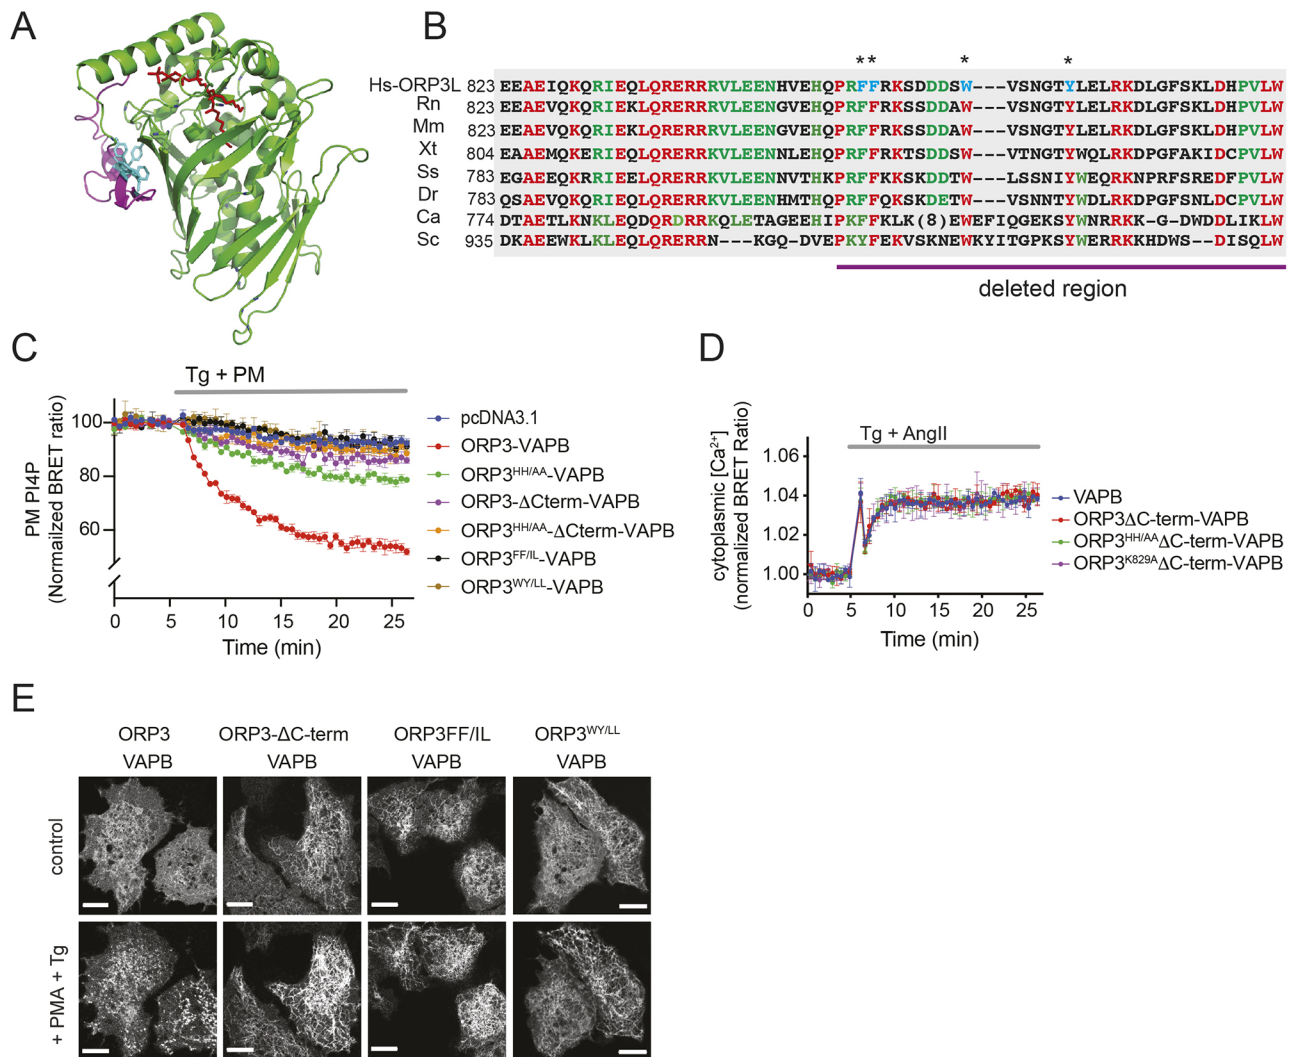 A
B
** * *
Hs-ORP3L 823 EEAEIQKQRIEQLQRERRRVLEENHVEHQPRFFRKSDDDSW---VSNGTYLELRKDLGFSKLDHPVLW
Rn 823 EEAEVQKQRIEQLQRERRRVLEENGVEHQPRFFRKSSDDAW---VSNGTYLELRKDLGFSKLDHPVLW
Mm 823 EEAEVQKQRIEKLQRERRRVLEENGVEHQPRFFRKSSDDAW---VSNGTYLELRKDLGFSKLDHPVLW
Xt 804 EAAEMQKERIEQLQRERRKVLEENNLEHQPRFFRKTSDDSW---VTNGTYWQLRKDPGFAKIDCPVLW
Ss 783 EGAEEQKRRIEQLQRERRKVLEENNVTHKPRFFKKSDDTW---LSSNIYWEQRKNPRFSREDFPVLW
Dr 783 QSAEVQKQRIEQLQRERRKVLEENHMTHQPRFFQKSDETW---VSNNTYWELRKDPGFSNLDFPVLW
Ca 774 DTAETLKNKLEQDQRDRRKQLETAGEEHIPKFFKLK(8)EWEFIQGEKSYWNRRKK-G-DWDDLIKLW
Sc 935 DKAEEWKLKLEQLQRERRN---KGQ-DVEPKYFEKVSKNEWKYITGPKSYWERRKKHDWS--DISQLW
deleted region
C
Tg + PM
PM PI4P
(Normailzed BRET ratio)
100
80
60
0 5 10 15 20 25
Time (min)
pcDNA3.1
ORP3-VAPB
ORP3HH/AA-VAPB
ORP3-ΔCterm-VAPB
ORP3HH/AA-ΔCterm-VAPB
ORP3FF/IL-VAPB
ORP3WY/LL-VAPB
D
Tg + AngII
cytoplasmic [Ca2+]
(normalized BRET Ratio)
1.06
1.04
1.02
1.00
0 5 10 15 20 25
Time (min)
VAPB
ORP3ΔC-term-VAPB
ORP3HH/AAΔC-term-VAPB
ORP3K829AΔC-term-VAPB
E
ORP3 ORP3-ΔC-term ORP3FF/IL ORP3WY/LL
VAPB VAPB VAPB VAPB
control
+ PMA + Tg